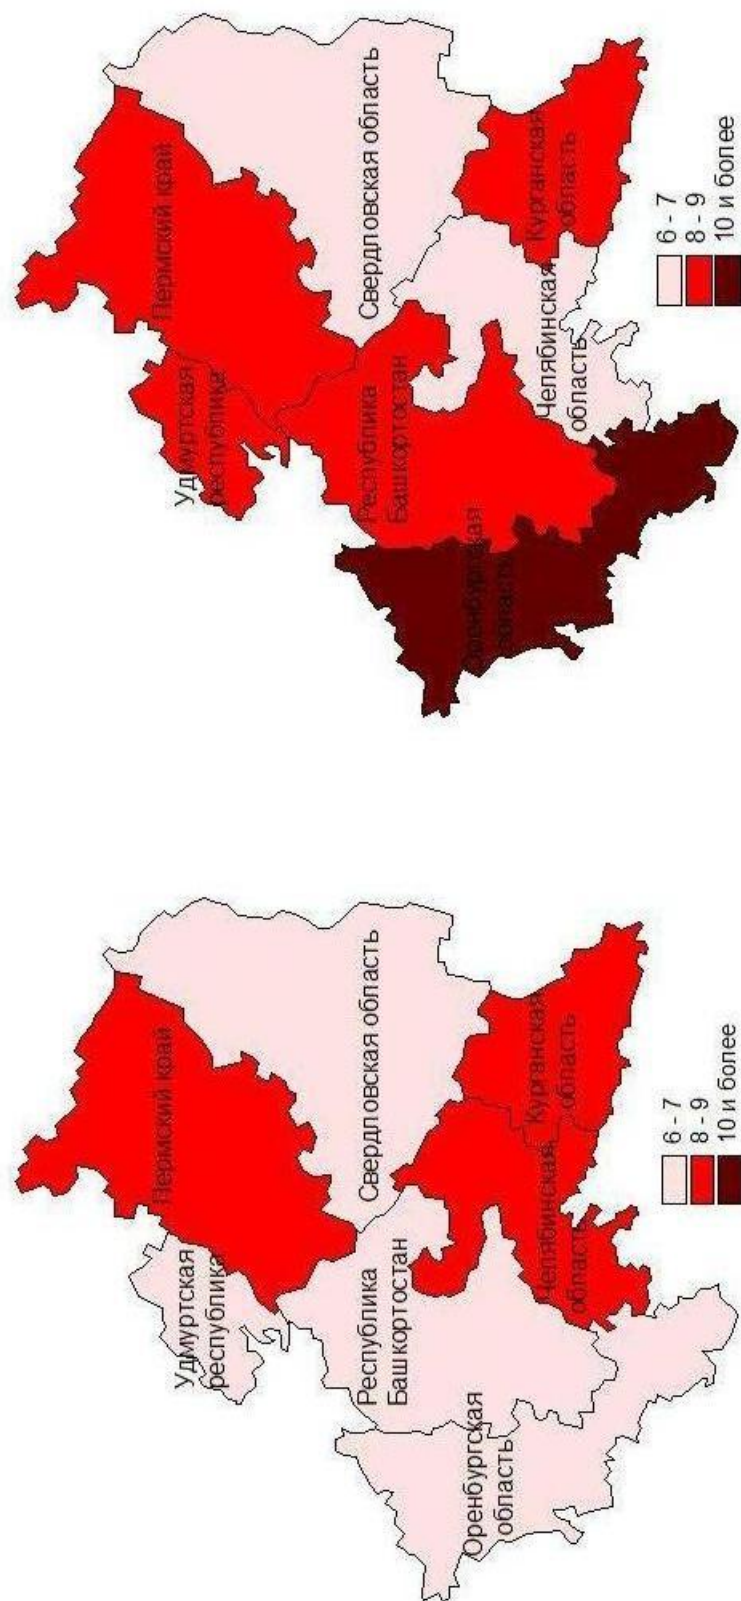 Пермский край
Удмуртская
республика
Свердловская область
Республика
Башкортостан
Курганская
область
Челябинская
область
Оренбургская
область
6 - 7
8 - 9
10 и более
Пермский край
Удмуртская
республика
Свердловская область
Республика
Башкортостан
Курганская
область
Челябинская
область
Оренбургская
область
6 - 7
8 - 9
10 и более